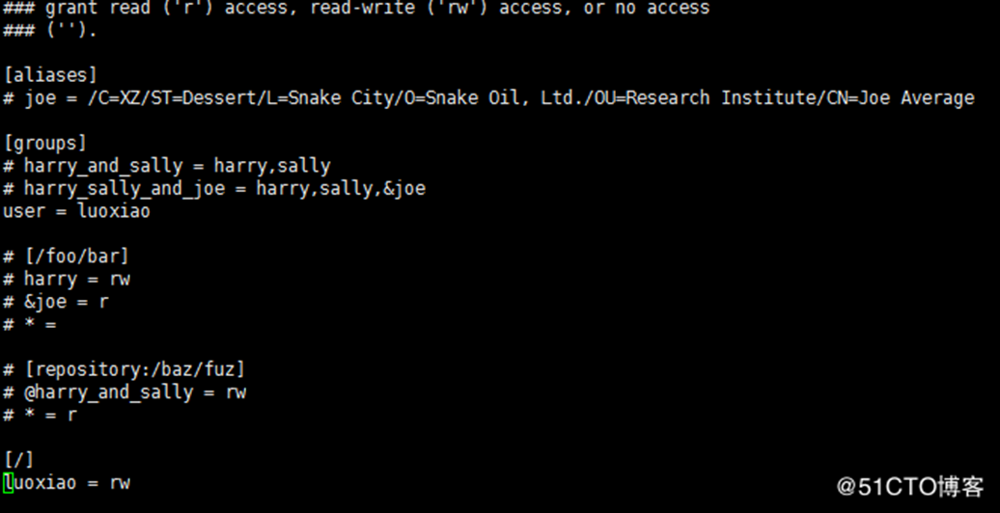 ### grant read ('r') access, read-write ('rw') access, or no access
### ('').
[aliases]
# joe = /C=XZ/ST=Dessert/L=Snake City/O=Snake Oil, Ltd./OU=Research Institute/CN=Joe Average
[groups]
# harry_and_sally = harry,sally
# harry_sally_and_joe = harry,sally,&joe
user = luoxiao
# [/foo/bar]
# harry = rw
# &joe = r
# * =
# [repository:/baz/fuz]
# @harry_and_sally = rw
# * = r
[/]
luoxiao = rw
@51CTO博客